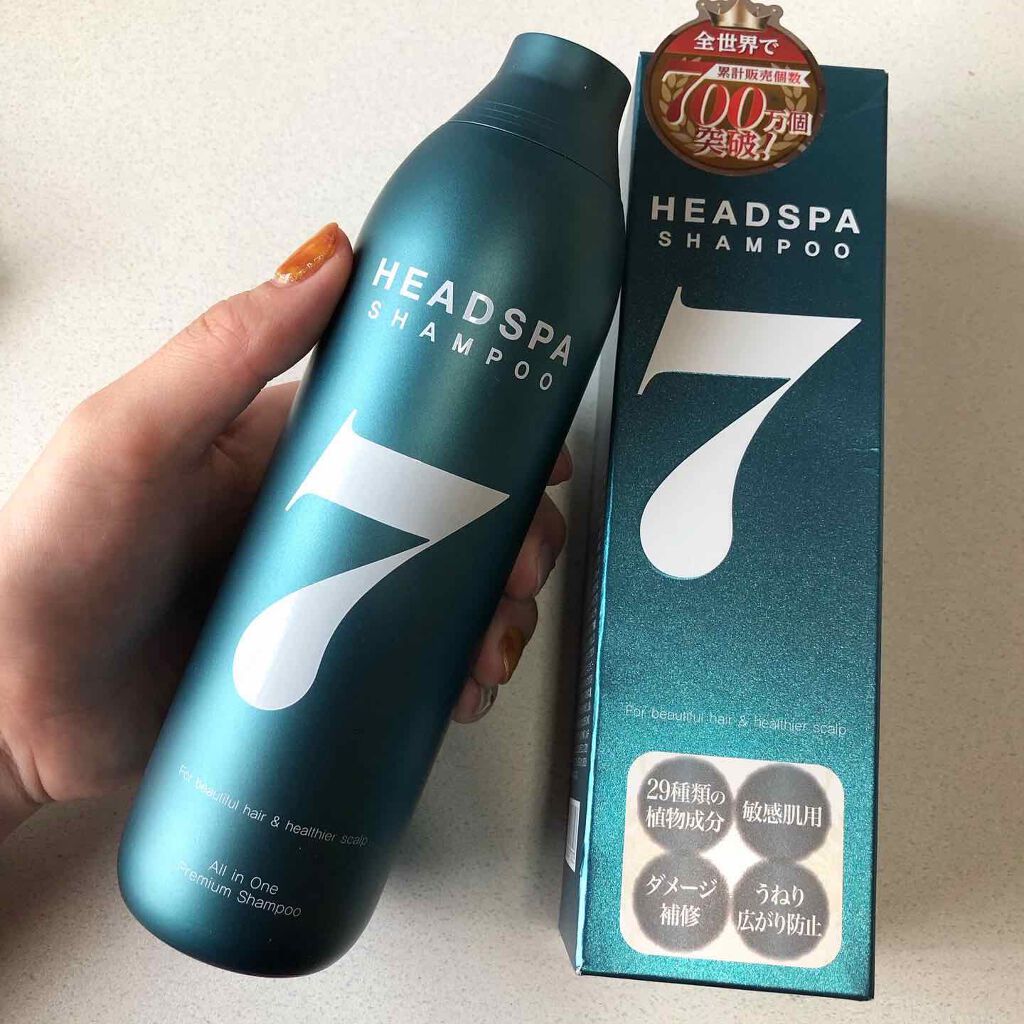 HEADSPA
SHAMPOO
7
For beautiful hair & healthier scalp
All in One
Premium Shampoo
全世界で
累計販売個数
700万個
突破!
HEADSPA
SHAMPOO
7
For beautiful hair & healthier scalp
29種類の
植物成分
敏感肌用
ダメージ
補修
うねり
広がり防止